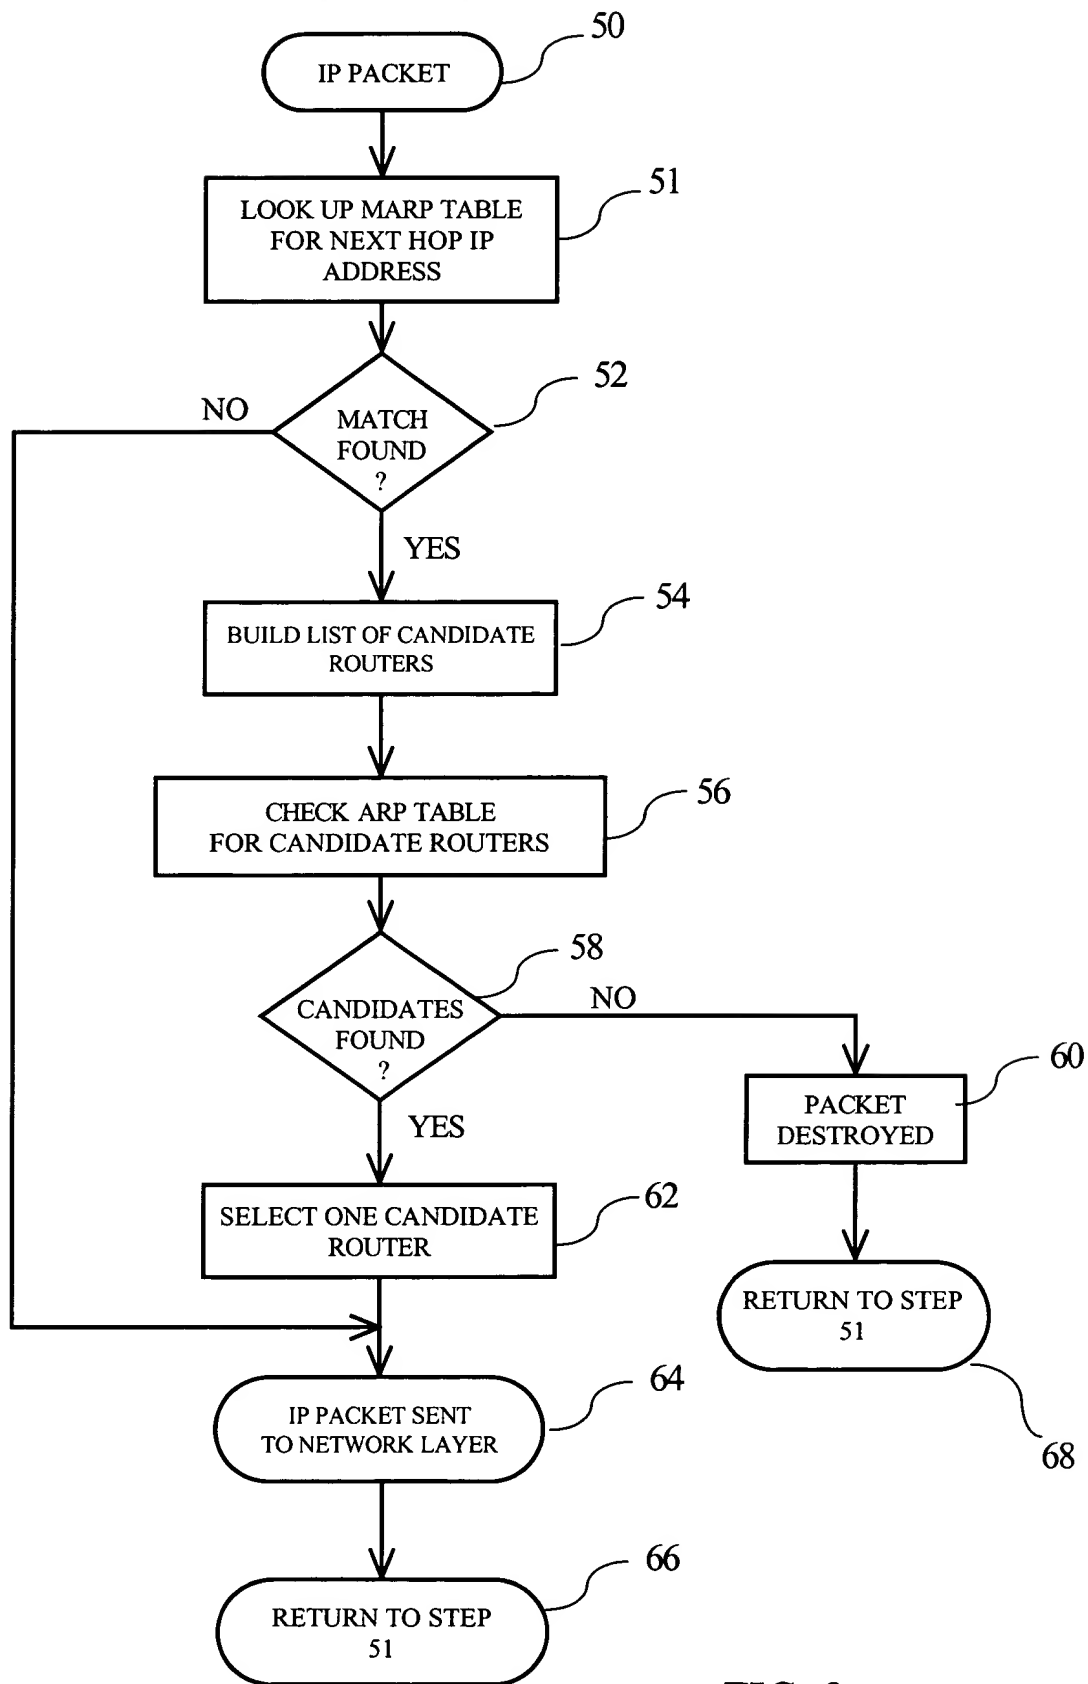 50
IP PACKET
51
LOOK UP MARP TABLE
FOR NEXT HOP IP
ADDRESS
52
NO
MATCH
FOUND
?
YES
54
BUILD LIST OF CANDIDATE
ROUTERS
56
CHECK ARP TABLE
FOR CANDIDATE ROUTERS
58
NO
CANDIDATES
FOUND
?
60
PACKET
DESTROYED
YES
62
SELECT ONE CANDIDATE
ROUTER
RETURN TO STEP
51
64
IP PACKET SENT
TO NETWORK LAYER
68
66
RETURN TO STEP
51